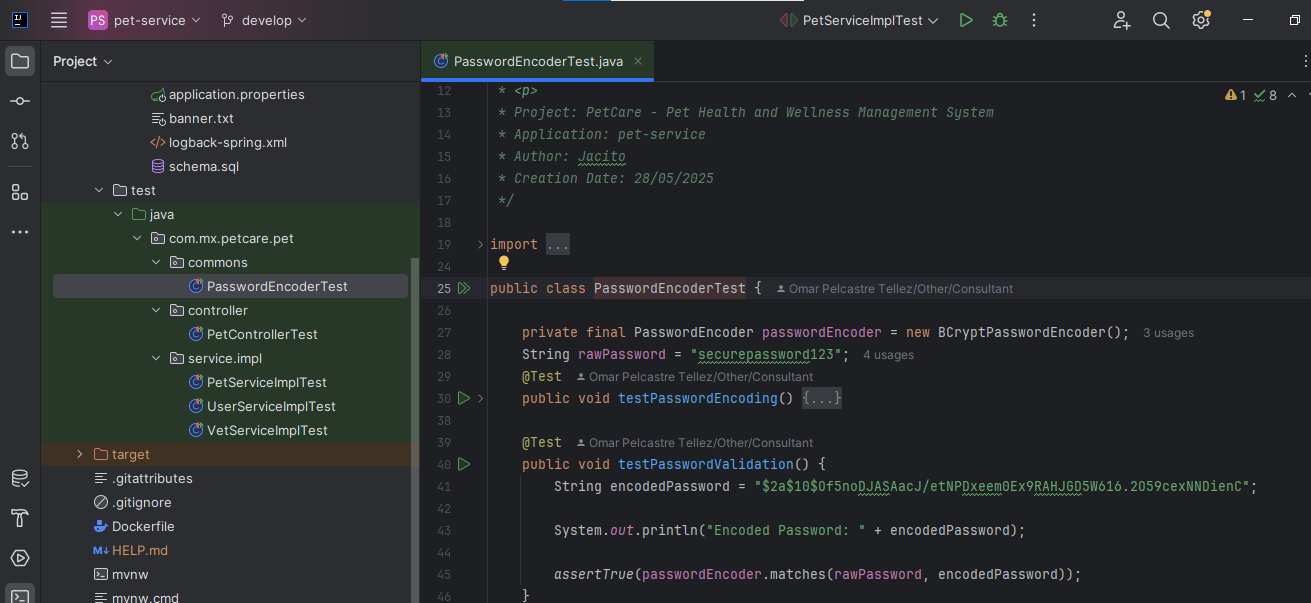 PS pet-service develop PetServiceImplTest
Project
PasswordEncoderTest.java
application.properties
banner.txt
logback-spring.xml
schema.sql
test
java
com.mx.petcare.pet
commons
PasswordEncoderTest
controller
PetControllerTest
service.impl
PetServiceImplTest
UserServiceImplTest
VetServiceImplTest
target
.gitattributes
.gitignore
Dockerfile
M↓ HELP.md
mvnw
mvnw.cmd
1 8
12 * <p>
13 * Project: PetCare - Pet Health and Wellness Management System
14 * Application: pet-service
15 * Author: Jacito
16 * Creation Date: 28/05/2025
17 */
18
19 import ...
24
25 public class PasswordEncoderTest { Omar Pelcastre Tellez/Other/Consultant
26
27 private final PasswordEncoder passwordEncoder = new BCryptPasswordEncoder(); 3 usages
28 String rawPassword = "securepassword123"; 4 usages
29 @Test Omar Pelcastre Tellez/Other/Consultant
30 public void testPasswordEncoding() {...}
38
39 @Test Omar Pelcastre Tellez/Other/Consultant
40 public void testPasswordValidation() {
41 String encodedPassword = "$2a$10$Of5noDJASAacJ/etNPDxeem0Ex9RAHJGD5W616.2O59cexNNDienC";
42
43 System.out.println("Encoded Password: " + encodedPassword);
44
45 assertTrue(passwordEncoder.matches(rawPassword, encodedPassword));
46 }